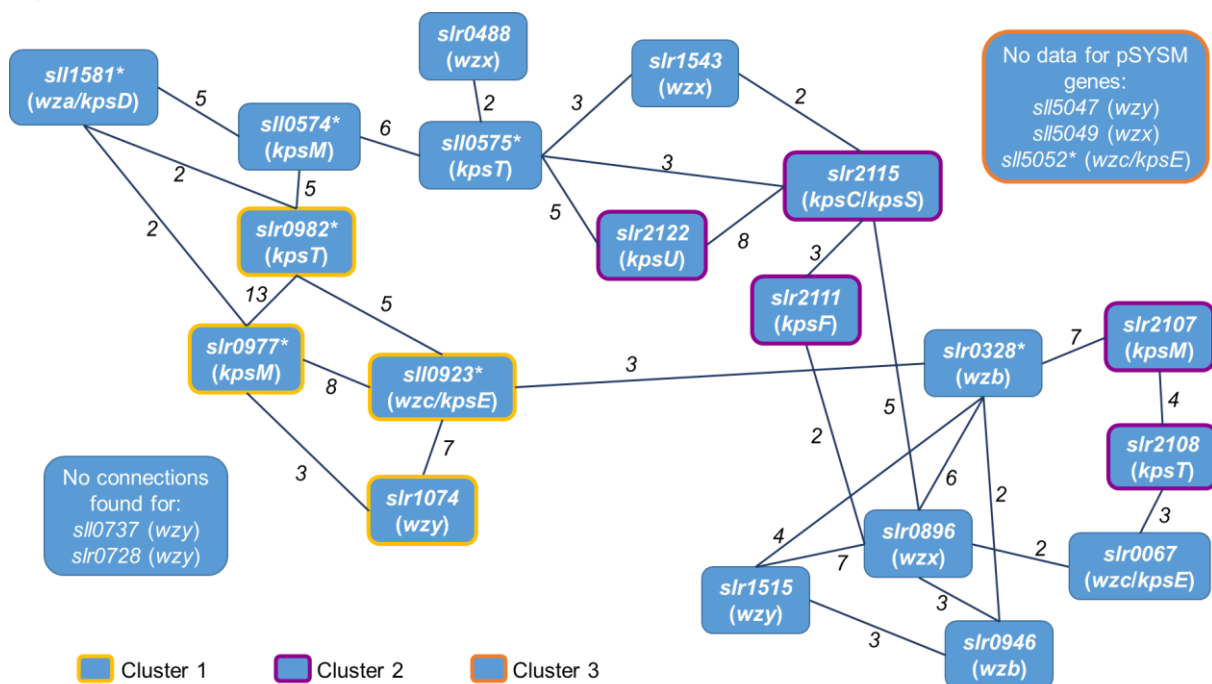 slr0488
(wzx)
sll1581*
(wza/kpsD)
5
sll0574*
(kpsM)
6
2
sll0575*
(kpsT)
3
slr1543
(wzx)
2
No data for pSYSM
genes:
sll5047 (wzy)
sll5049 (wzx)
sll5052* (wzc/kpsE)
2
5
3
slr2115
(kpsC/kpsS)
2
slr0982*
(kpsT)
5
slr2122
(kpsU)
8
3
13
5
slr2111
(kpsF)
slr0977*
(kpsM)
8
sll0923*
(wzc/kpsE)
3
slr0328*
(wzb)
7
slr2107
(kpsM)
5
4
3
7
2
6
2
slr2108
(kpsT)
No connections
found for:
sll0737 (wzy)
slr0728 (wzy)
slr1074
(wzy)
4
7
slr0896
(wzx)
2
3
slr0067
(wzc/kpsE)
slr1515
(wzy)
3
3
slr0946
(wzb)
Cluster 1
Cluster 2
Cluster 3